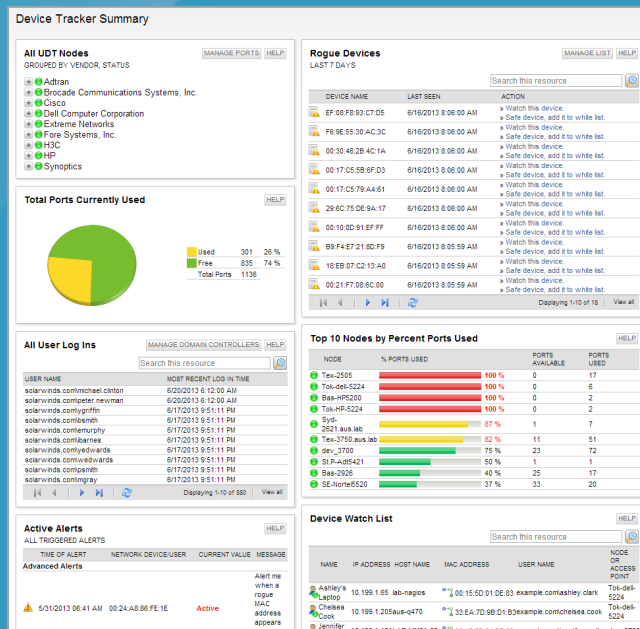 Device Tracker Summary
All UDT Nodes
MANAGE PORTS HELP
GROUPED BY VENDOR, STATUS
Adtran
Brocade Communications Systems, Inc.
Cisco
Dell Computer Corporation
Extreme Networks
Fore Systems, Inc.
H3C
HP
Synoptics
Total Ports Currently Used
HELP
Used 301 26 %
Free 835 74 %
Total Ports 1136
All User Log Ins
MANAGE DOMAIN CONTROLLERS HELP
Search this resource
USER NAME MOST RECENT LOG IN TIME
solarwinds.com\michael.clinton 6/20/2013 6:12:00 AM
solarwinds.com\peter.newman 6/20/2013 6:12:00 AM
solarwinds.com\ygriffin 6/17/2013 9:51:11 PM
solarwinds.com\bsmith 6/17/2013 9:51:11 PM
solarwinds.com\emurphy 6/17/2013 9:51:11 PM
solarwinds.com\ibarnes 6/17/2013 9:51:11 PM
solarwinds.com\yedwards 6/17/2013 9:51:11 PM
solarwinds.com\wedwards 6/17/2013 9:51:11 PM
solarwinds.com\psmith 6/17/2013 9:51:11 PM
solarwinds.com\mgray 6/17/2013 9:51:11 PM
Displaying 1-10 of 880 View all
Active Alerts
HELP
ALL TRIGGERED ALERTS
TIME OF ALERT NETWORK DEVICE/USER CURRENT VALUE MESSAGE
Advanced Alerts
5/31/2013 06:41 AM 00:24:A8:86:FE:1E Active
Alert me
when a
rogue
MAC
address
appears
Rogue Devices
MANAGE LIST HELP
LAST 7 DAYS
Search this resource
DEVICE NAME LAST SEEN ACTION
EF:08:F8:93:C7:D5 6/16/2013 8:06:00 AM » Watch this device.
» Safe device, add it to white list.
F6:9E:55:30:AC:3C 6/16/2013 8:06:00 AM » Watch this device.
» Safe device, add it to white list.
00:30:48:2B:4C:1A 6/16/2013 8:06:00 AM » Watch this device.
» Safe device, add it to white list.
00:17:C5:5B:6F:D3 6/16/2013 8:06:00 AM » Watch this device.
» Safe device, add it to white list.
00:17:C5:79:A4:61 6/16/2013 8:06:00 AM » Watch this device.
» Safe device, add it to white list.
29:6C:75:DE:9A:17 6/16/2013 8:06:00 AM » Watch this device.
» Safe device, add it to white list.
00:10:0D:91:EF:FF 6/16/2013 8:06:00 AM » Watch this device.
» Safe device, add it to white list.
B9:F4:E7:21:8D:F9 6/16/2013 8:05:59 AM » Watch this device.
» Safe device, add it to white list.
18:EB:07:C2:13:A0 6/16/2013 8:05:59 AM » Watch this device.
» Safe device, add it to white list.
00:21:F7:08:6C:00 6/16/2013 8:05:59 AM » Watch this device.
» Safe device, add it to white list.
Displaying 1-10 of 18 View all
Top 10 Nodes by Percent Ports Used
HELP
NODE % PORTS USED PORTS AVAILABLE PORTS USED
Tex-2505 100 % 0 17
Tok-dell-5224 100 % 0 6
Bas-HP5200 100 % 0 2
Tok-HP-5224 100 % 0 2
Syd-2621.aus.lab 87 % 1 7
Tex-3750.aus.lab 82 % 11 51
dev_3700 75 % 23 72
St.P-Adt5421 50 % 1 1
Bas-2926 40 % 25 17
SE-Nortel5520 37 % 33 20
Device Watch List
HELP
Search this resource
NAME IP ADDRESS HOST NAME MAC ADDRESS USER NAME NODE OR ACCESS POINT
Ashley's Laptop 10.199.1.65 lab-nagios 00:15:5D:01:DE:83 example.com\ashley.clark Tok-dell-5224
Chelsea Cook 10.199.1.205 aus-q470 33:EA:7D:9B:D1:B3 example.com\chelsea.cook Tok-dell-5224
Jennifer